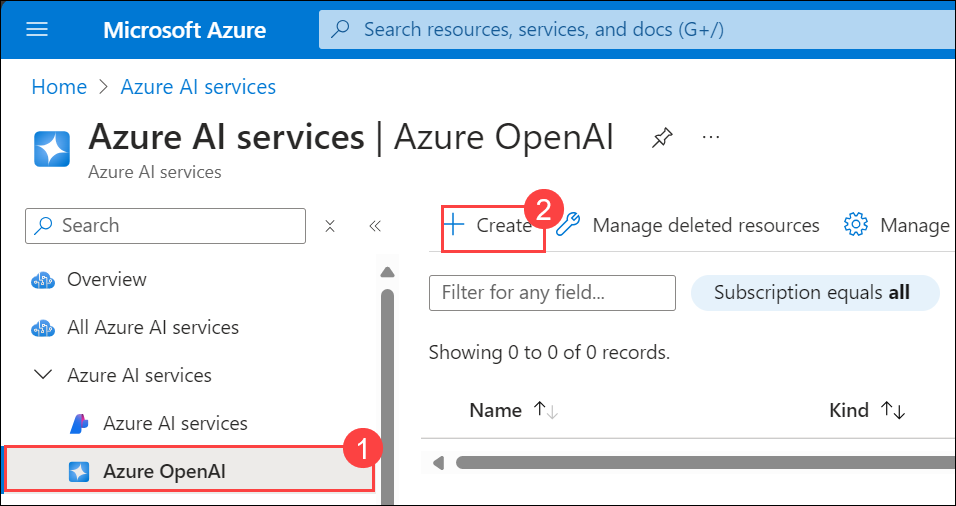 Microsoft Azure
Search resources, services, and docs (G+/)
Home > Azure AI services
Azure AI services | Azure OpenAI
Azure AI services
Search
Create
2
Manage deleted resources
Manage
Overview
Filter for any field...
Subscription equals all
All Azure AI services
Showing 0 to 0 of 0 records.
Azure AI services
Name
Kind
Azure AI services
1
Azure OpenAI